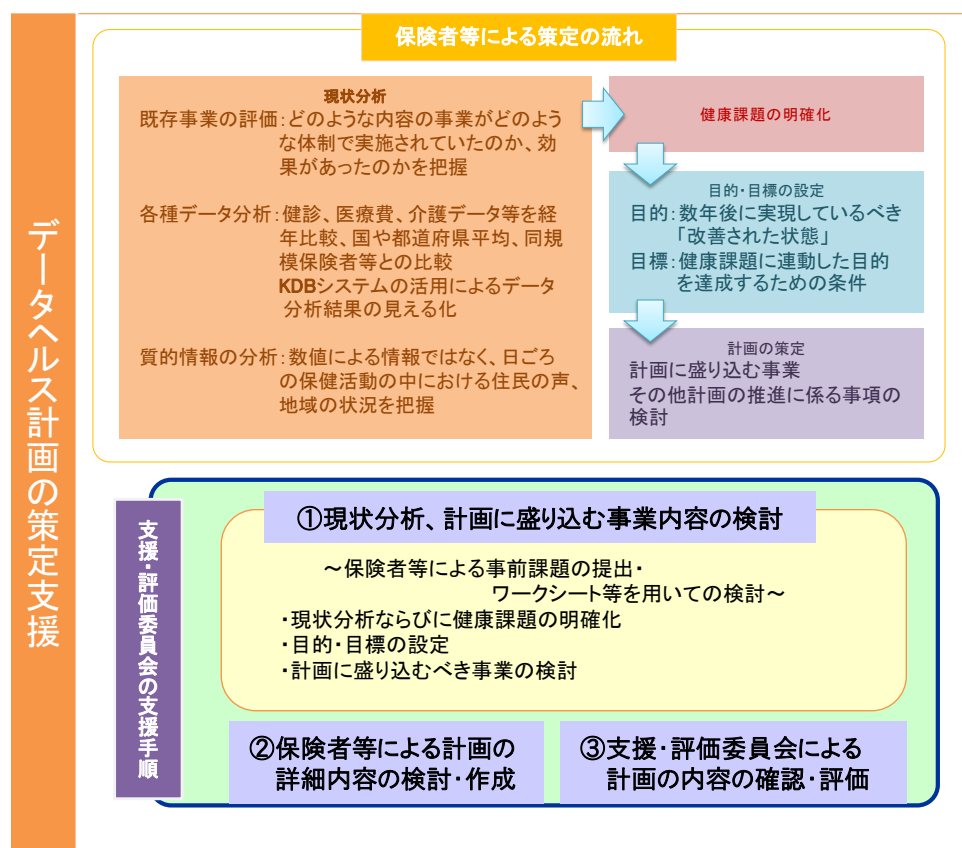 データヘルス計画の策定支援
保険者等による策定の流れ
現状分析
既存事業の評価：どのような内容の事業がどのよう
な体制で実施されていたのか、効
果があったのかを把握
各種データ分析：健診、医療費、介護データ等を経
年比較、国や都道府県平均、同規
模保険者等との比較
KDBシステムの活用によるデータ
分析結果の見える化
質的情報の分析：数値による情報ではなく、日ごろ
の保健活動の中における住民の声、
地域の状況を把握
健康課題の明確化
目的・目標の設定
目的：数年後に実現しているべき
「改善された状態」
目標：健康課題に連動した目的
を達成するための条件
計画の策定
計画に盛り込む事業
その他計画の推進に係る事項の
検討
支援・評価委員会の支援手順
①現状分析、計画に盛り込む事業内容の検討
～保険者等による事前課題の提出・
ワークシート等を用いての検討～
・現状分析ならびに健康課題の明確化
・目的・目標の設定
・計画に盛り込むべき事業の検討
②保険者等による計画の
詳細内容の検討・作成
③支援・評価委員会による
計画の内容の確認・評価